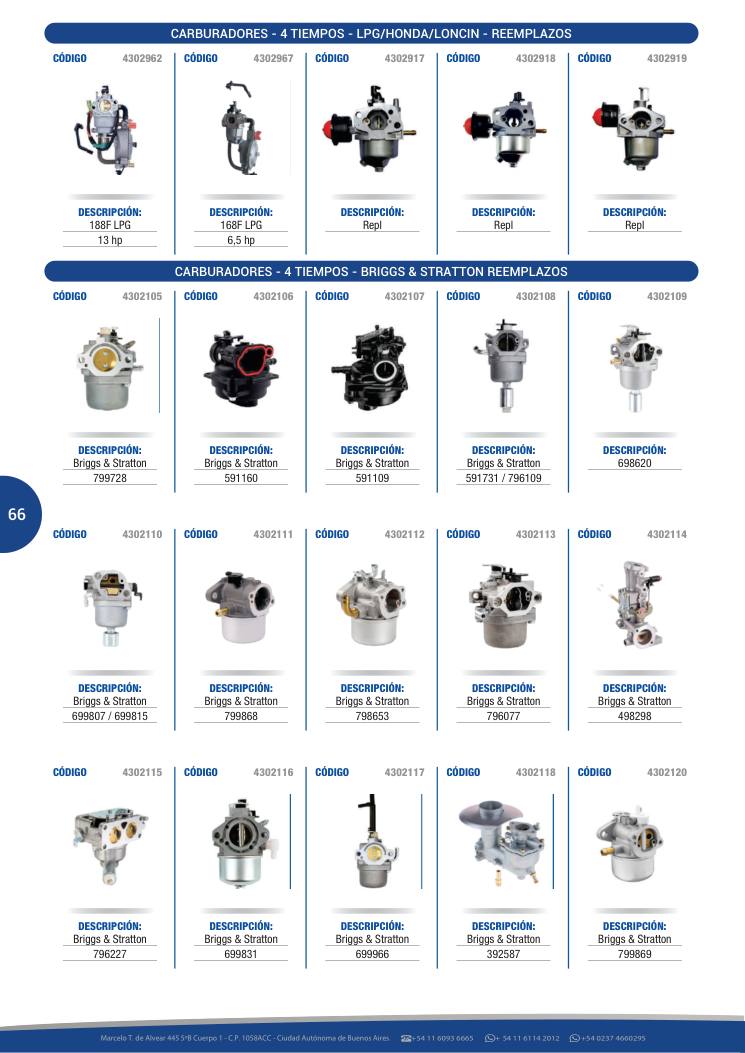 CARBURADORES - 4 TIEMPOS - LPG/HONDA/LONCIN - REEMPLAZOS
CÓDIGO 4302962
DESCRIPCIÓN:
188F LPG
13 hp
CÓDIGO 4302967
DESCRIPCIÓN:
168F LPG
6,5 hp
CÓDIGO 4302917
DESCRIPCIÓN:
Repl
CÓDIGO 4302918
DESCRIPCIÓN:
Repl
CÓDIGO 4302919
DESCRIPCIÓN:
Repl
CARBURADORES - 4 TIEMPOS - BRIGGS & STRATTON REEMPLAZOS
CÓDIGO 4302105
DESCRIPCIÓN:
Briggs & Stratton
799728
CÓDIGO 4302106
DESCRIPCIÓN:
Briggs & Stratton
591160
CÓDIGO 4302107
DESCRIPCIÓN:
Briggs & Stratton
591109
CÓDIGO 4302108
DESCRIPCIÓN:
Briggs & Stratton
591731 / 796109
CÓDIGO 4302109
DESCRIPCIÓN:
698620
66
CÓDIGO 4302110
DESCRIPCIÓN:
Briggs & Stratton
699807 / 699815
CÓDIGO 4302111
DESCRIPCIÓN:
Briggs & Stratton
799868
CÓDIGO 4302112
DESCRIPCIÓN:
Briggs & Stratton
798653
CÓDIGO 4302113
DESCRIPCIÓN:
Briggs & Stratton
796077
CÓDIGO 4302114
DESCRIPCIÓN:
Briggs & Stratton
498298
CÓDIGO 4302115
DESCRIPCIÓN:
Briggs & Stratton
796227
CÓDIGO 4302116
DESCRIPCIÓN:
Briggs & Stratton
699831
CÓDIGO 4302117
DESCRIPCIÓN:
Briggs & Stratton
699966
CÓDIGO 4302118
DESCRIPCIÓN:
Briggs & Stratton
392587
CÓDIGO 4302120
DESCRIPCIÓN:
Briggs & Stratton
799869
Marcelo T. de Alvear 445 5ºB Cuerpo 1 - C.P. 1058ACC - Ciudad Autónoma de Buenos Aires. +54 11 6093 6665 + 54 11 6114 2012 +54 0237 4660295